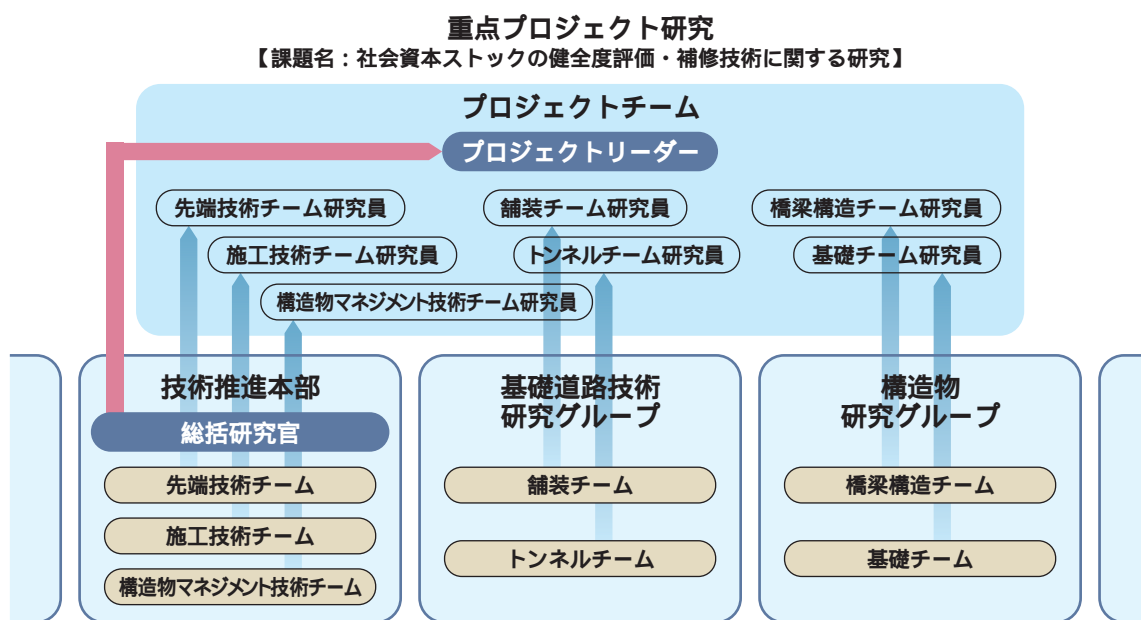 重点プロジェクト研究
【課題名：社会資本ストックの健全度評価・補修技術に関する研究】
プロジェクトチーム
プロジェクトリーダー
先端技術チーム研究員
舗装チーム研究員
橋梁構造チーム研究員
施工技術チーム研究員
トンネルチーム研究員
基礎チーム研究員
構造物マネジメント技術チーム研究員
技術推進本部
総括研究官
先端技術チーム
施工技術チーム
構造物マネジメント技術チーム
基礎道路技術
研究グループ
舗装チーム
トンネルチーム
構造物
研究グループ
橋梁構造チーム
基礎チーム